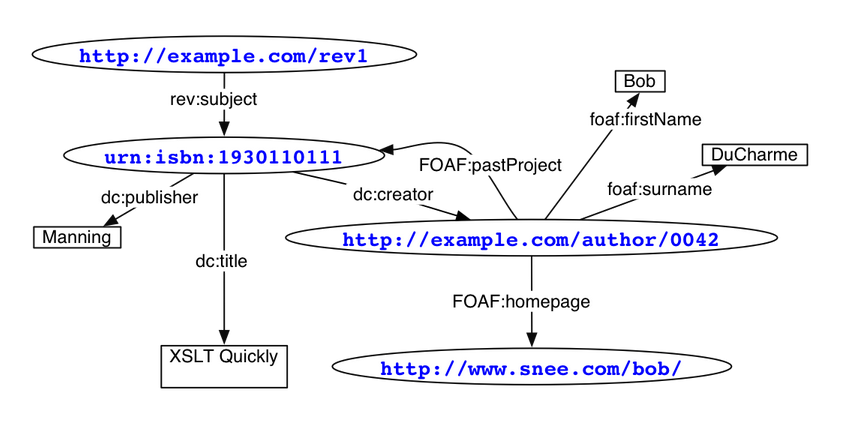 http://example.com/rev1
Bob
rev:subject
foaf:firstName
urn:isbn:1930110111
FOAF:pastProject
DuCharme
foaf:surname
dc:publisher
dc:creator
Manning
http://example.com/author/0042
dc:title
FOAF:homepage
XSLT Quickly
http://www.snee.com/bob/